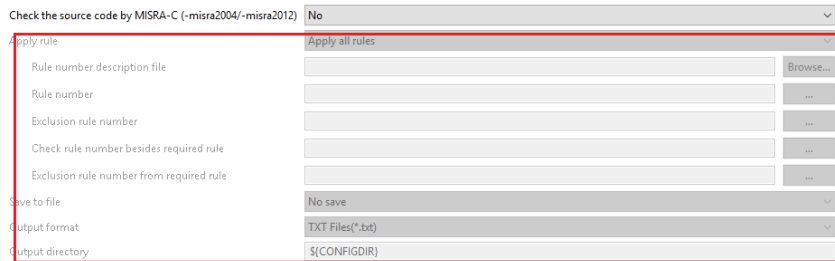 Check the source code by MISRA-C (-misra2004/-misra2012) No
Apply rule Apply all rules
Rule number description file Browse...
Rule number ...
Exclusion rule number ...
Check rule number besides required rule ...
Exclusion rule number from required rule ...
Save to file No save
Output format TXT Files(*.txt)
Output directory ${CONFIGDIR}